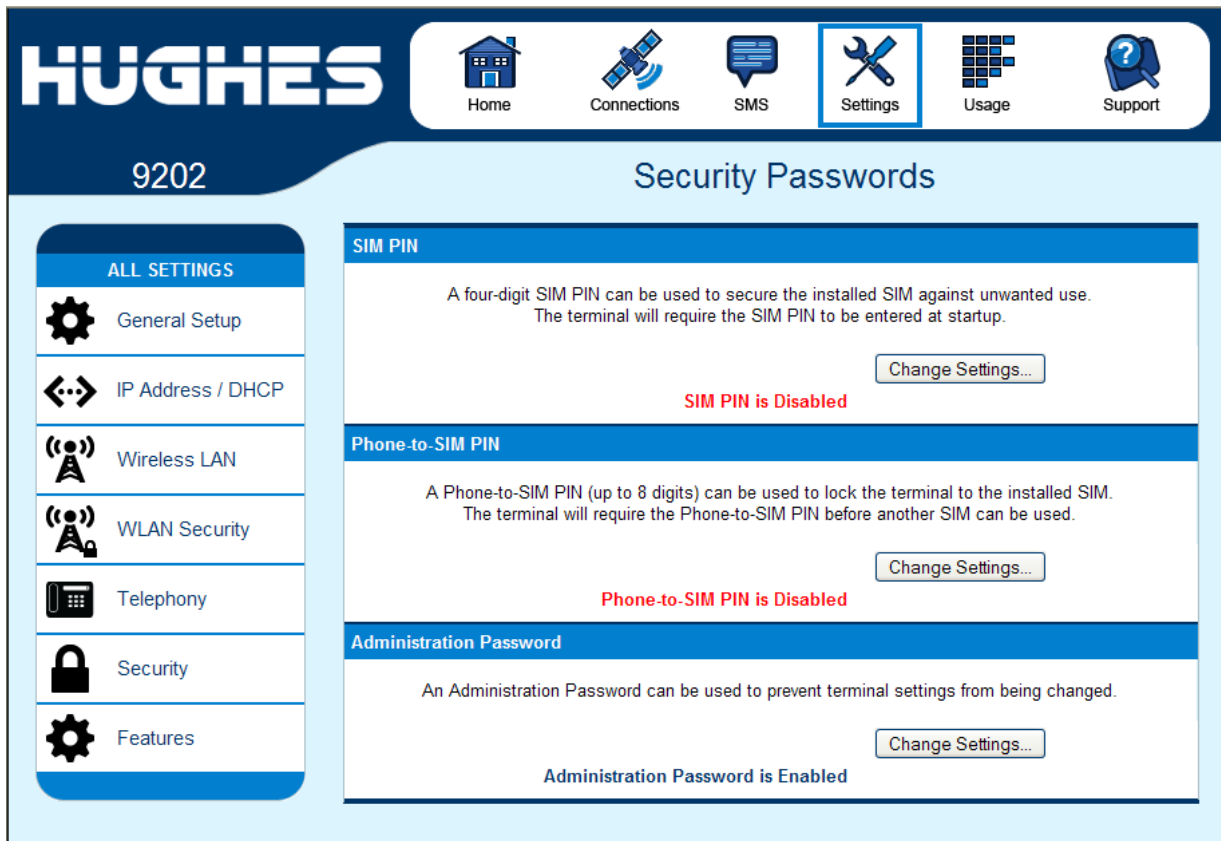 HUGHES
Home
Connections
SMS
Settings
Usage
?
Support
9202
Security Passwords
ALL SETTINGS
General Setup
IP Address / DHCP
Wireless LAN
WLAN Security
Telephony
Security
Features
SIM PIN
A four-digit SIM PIN can be used to secure the installed SIM against unwanted use.
The terminal will require the SIM PIN to be entered at startup.
Change Settings...
SIM PIN is Disabled
Phone-to-SIM PIN
A Phone-to-SIM PIN (up to 8 digits) can be used to lock the terminal to the installed SIM.
The terminal will require the Phone-to-SIM PIN before another SIM can be used.
Change Settings...
Phone-to-SIM PIN is Disabled
Administration Password
An Administration Password can be used to prevent terminal settings from being changed.
Change Settings...
Administration Password is Enabled